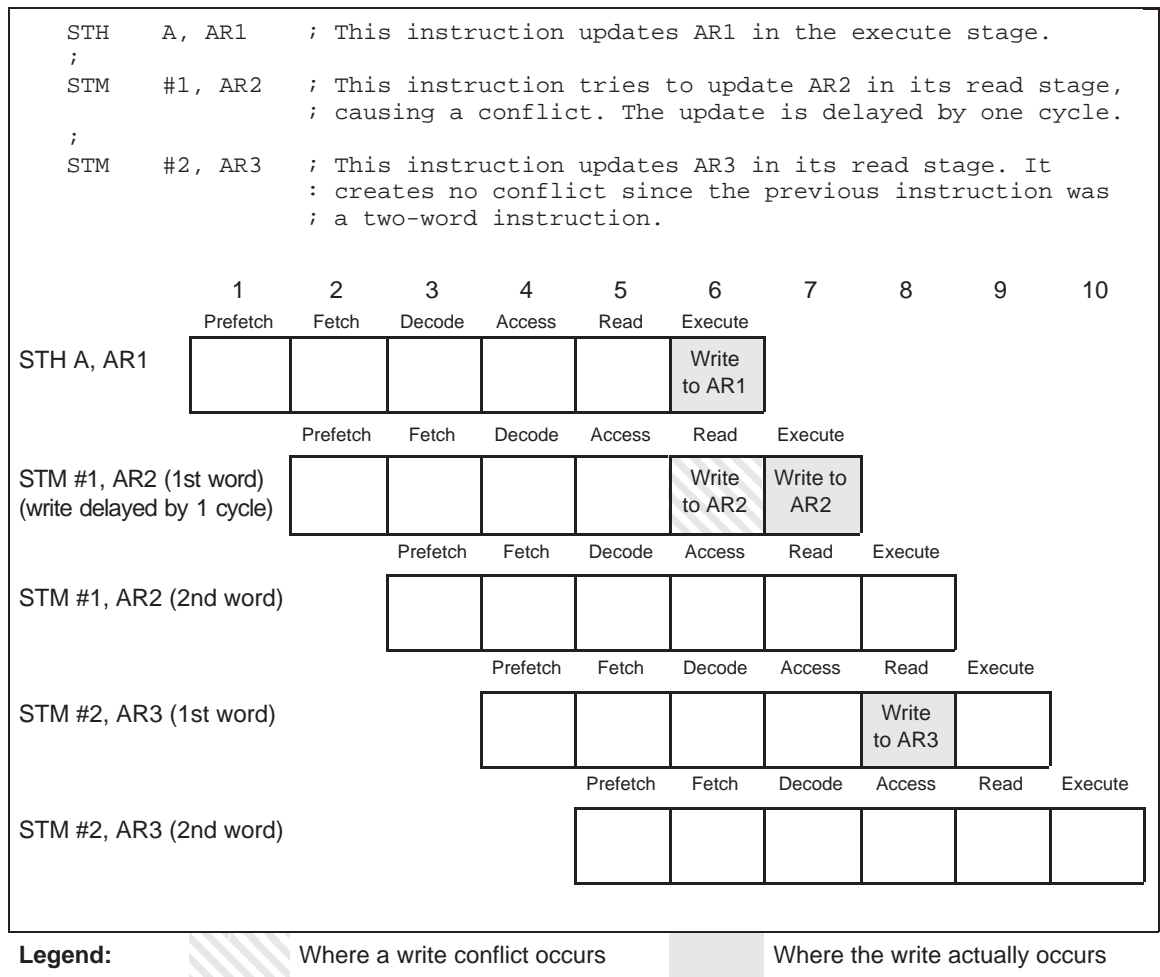 STH A, AR1 ; This instruction updates AR1 in the execute stage.
;
STM #1, AR2 ; This instruction tries to update AR2 in its read stage,
; causing a conflict. The update is delayed by one cycle.
;
STM #2, AR3 ; This instruction updates AR3 in its read stage. It
: creates no conflict since the previous instruction was
; a two-word instruction.
1 2 3 4 5 6 7 8 9 10
Prefetch Fetch Decode Access Read Execute
STH A, AR1
Write
to AR1
Prefetch Fetch Decode Access Read Execute
STM #1, AR2 (1st word)
(write delayed by 1 cycle)
Write
to AR2
Write to
AR2
Prefetch Fetch Decode Access Read Execute
STM #1, AR2 (2nd word)
Prefetch Fetch Decode Access Read Execute
STM #2, AR3 (1st word)
Write
to AR3
Prefetch Fetch Decode Access Read Execute
STM #2, AR3 (2nd word)
Legend: Where a write conflict occurs Where the write actually occurs